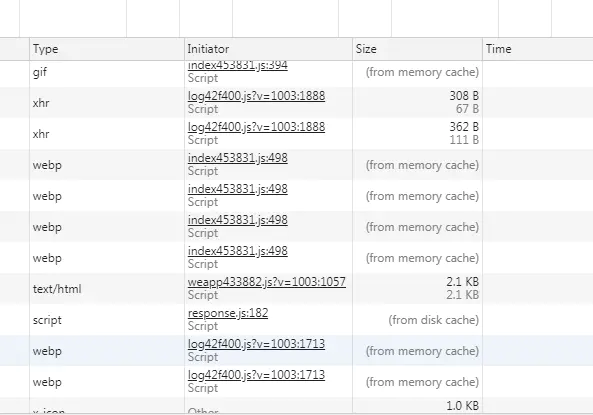 Type Initiator Size Time
gif index453831.js:394 (from memory cache)
Script
xhr log42f400.js?v=1003:1888 308 B
Script 67 B
xhr log42f400.js?v=1003:1888 362 B
Script 111 B
webp index453831.js:498 (from memory cache)
Script
webp index453831.js:498 (from memory cache)
Script
webp index453831.js:498 (from memory cache)
Script
webp index453831.js:498 (from memory cache)
Script
text/html weapp433882.js?v=1003:1057 2.1 KB
Script 2.1 KB
script response.js:182 (from disk cache)
Script
webp log42f400.js?v=1003:1713 (from memory cache)
Script
webp log42f400.js?v=1003:1713 (from memory cache)
Script
x-icon Other 1.0 KB